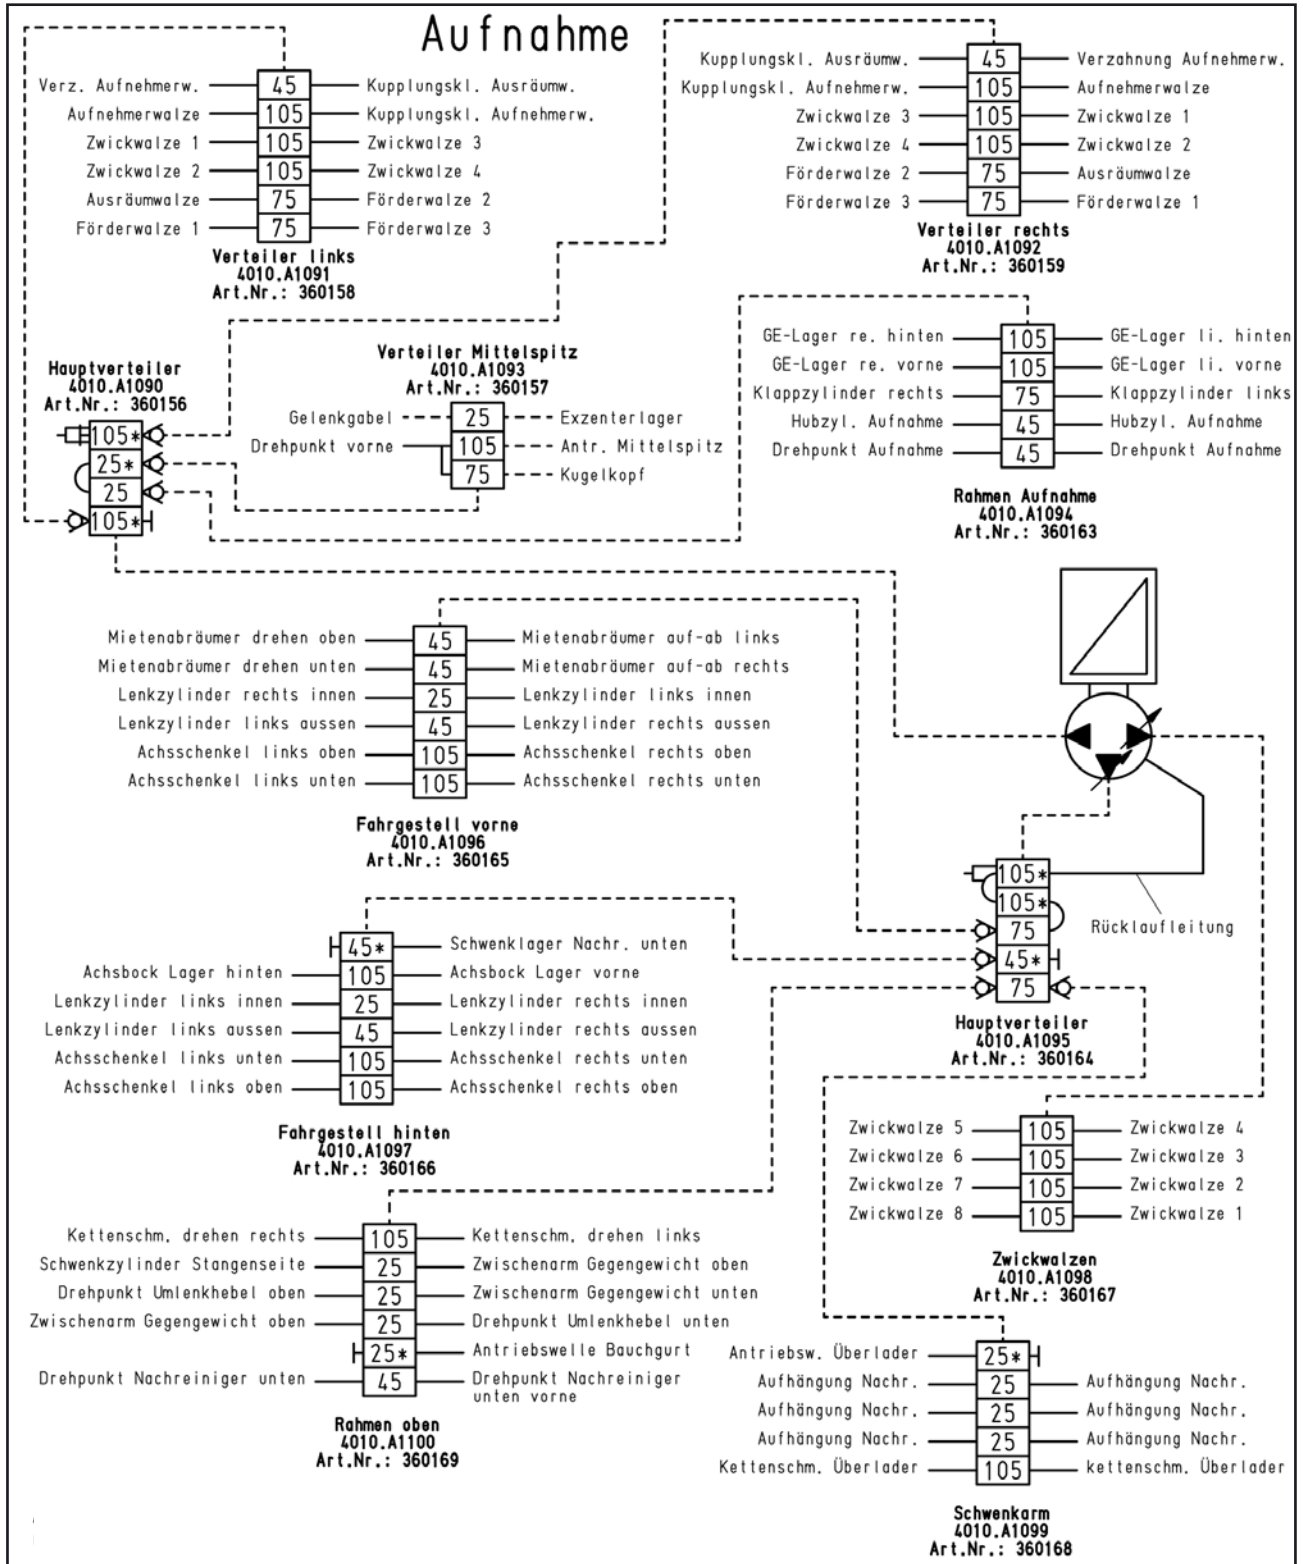 Aufnahme
Verz. Aufnehmerw. 45 Kupplungskl. Ausräumw.
Aufnehmerwalze 105 Kupplungskl. Aufnehmerw.
Zwickwalze 1 105 Zwickwalze 3
Zwickwalze 2 105 Zwickwalze 4
Ausräumwalze 75 Förderwalze 2
Förderwalze 1 75 Förderwalze 3
Verteiler links
4010.A1091
Art.Nr.: 360158
Kupplungskl. Ausräumw. 45 Verzahnung Aufnehmerw.
Kupplungskl. Aufnehmerw. 105 Aufnehmerwalze
Zwickwalze 3 105 Zwickwalze 1
Zwickwalze 4 105 Zwickwalze 2
Förderwalze 2 75 Ausräumwalze
Förderwalze 3 75 Förderwalze 1
Verteiler rechts
4010.A1092
Art.Nr.: 360159
Hauptverteiler
4010.A1090
Art.Nr.: 360156
105*
25*
25
105*
Verteiler Mittelspitz
4010.A1093
Art.Nr.: 360157
Gelenkgabel 25 Exzenterlager
Drehpunkt vorne 105 Antr. Mittelspitz
75 Kugelkopf
GE-Lager re. hinten 105 GE-Lager li. hinten
GE-Lager re. vorne 105 GE-Lager li. vorne
Klappzylinder rechts 75 Klappzylinder links
Hubzyl. Aufnahme 45 Hubzyl. Aufnahme
Drehpunkt Aufnahme 45 Drehpunkt Aufnahme
Rahmen Aufnahme
4010.A1094
Art.Nr.: 360163
Mietenabräumer drehen oben 45 Mietenabräumer auf-ab links
Mietenabräumer drehen unten 45 Mietenabräumer auf-ab rechts
Lenkzylinder rechts innen 25 Lenkzylinder links innen
Lenkzylinder links aussen 45 Lenkzylinder rechts aussen
Achsschenkel links oben 105 Achsschenkel rechts oben
Achsschenkel links unten 105 Achsschenkel rechts unten
Fahrgestell vorne
4010.A1096
Art.Nr.: 360165
105*
105*
75
45*
75
Rücklaufleitung
Hauptverteiler
4010.A1095
Art.Nr.: 360164
45* Schwenklager Nachr. unten
Achsbock Lager hinten 105 Achsbock Lager vorne
Lenkzylinder links innen 25 Lenkzylinder rechts innen
Lenkzylinder links aussen 45 Lenkzylinder rechts aussen
Achsschenkel links unten 105 Achsschenkel rechts unten
Achsschenkel links oben 105 Achsschenkel rechts oben
Fahrgestell hinten
4010.A1097
Art.Nr.: 360166
Zwickwalze 5 105 Zwickwalze 4
Zwickwalze 6 105 Zwickwalze 3
Zwickwalze 7 105 Zwickwalze 2
Zwickwalze 8 105 Zwickwalze 1
Zwickwalzen
4010.A1098
Art.Nr.: 360167
Kettenschm. drehen rechts 105 Kettenschm. drehen links
Schwenkzylinder Stangenseite 25 Zwischenarm Gegengewicht oben
Drehpunkt Umlenkhebel oben 25 Zwischenarm Gegengewicht unten
Zwischenarm Gegengewicht oben 25 Drehpunkt Umlenkhebel unten
25* Antriebswelle Bauchgurt
Drehpunkt Nachreiniger unten 45 Drehpunkt Nachreiniger
unten vorne
Rahmen oben
4010.A1100
Art.Nr.: 360169
Antriebsw. Überlader 25*
Aufhängung Nachr. 25 Aufhängung Nachr.
Aufhängung Nachr. 25 Aufhängung Nachr.
Aufhängung Nachr. 25 Aufhängung Nachr.
Kettenschm. Überlader 105 kettenschm. Überlader
Schwenkarm
4010.A1099
Art.Nr.: 360168